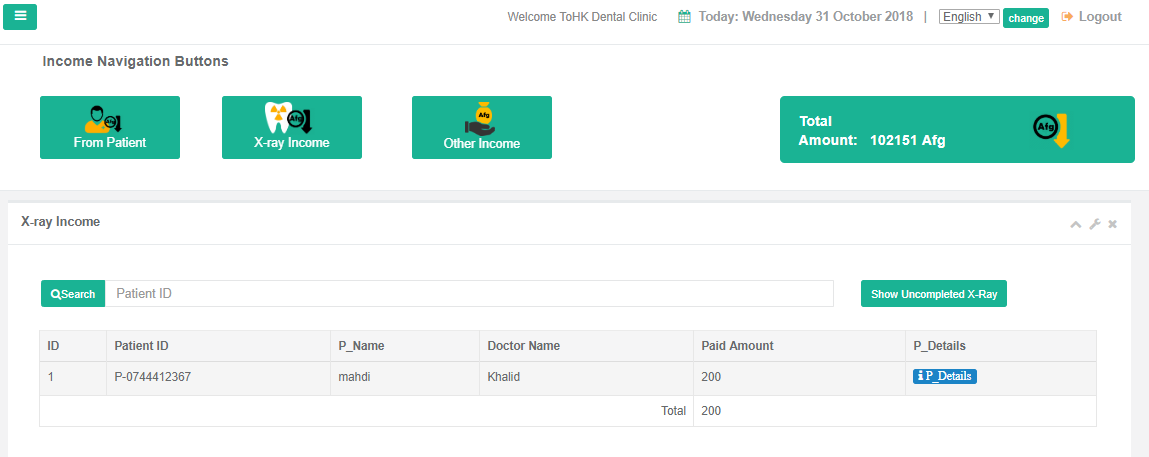 Welcome ToHK Dental Clinic Today: Wednesday 31 October 2018 | English change Logout
Income Navigation Buttons
Afg
From Patient
Afg
X-ray Income
Afg
Other Income
Total
Amount: 102151 Afg
Afg
X-ray Income
Search Patient ID Show Uncompleted X-Ray
ID Patient ID P_Name Doctor Name Paid Amount P_Details
1 P-0744412367 mahdi Khalid 200 P_Details
Total 200